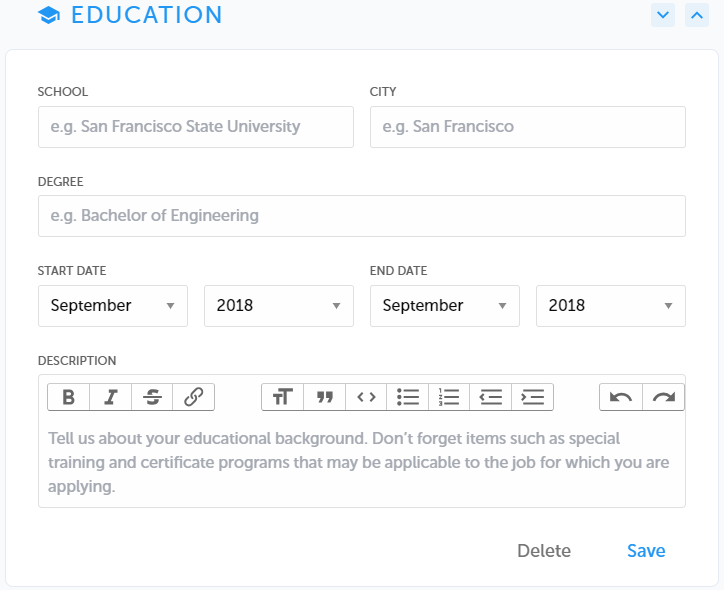 EDUCATION
SCHOOL
CITY
e.g. San Francisco State University
e.g. San Francisco
DEGREE
e.g. Bachelor of Engineering
START DATE
END DATE
September
2018
September
2018
DESCRIPTION
B I S
Tell us about your educational background. Don’t forget items such as special
training and certificate programs that may be applicable to the job for which you are
applying.
Delete
Save